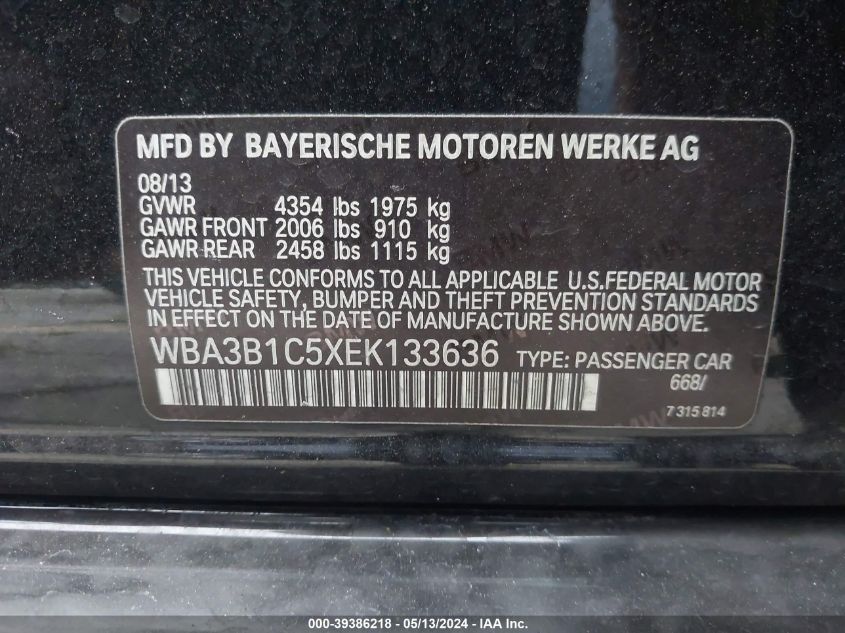 MFD BY BAYERISCHE MOTOREN WERKE AG
08/13
GVWR 4354 lbs 1975 kg
GAWR FRONT 2006 lbs 910 kg
GAWR REAR 2458 lbs 1115 kg
THIS VEHICLE CONFORMS TO ALL APPLICABLE U.S.FEDERAL MOTOR
VEHICLE SAFETY, BUMPER AND THEFT PREVENTION STANDARDS
IN EFFECT ON THE DATE OF MANUFACTURE SHOWN ABOVE.
WBA3B1C5XEK133636 TYPE: PASSENGER CAR
668/
7 315 814
000-39386218 - 05/13/2024 - iaai.com